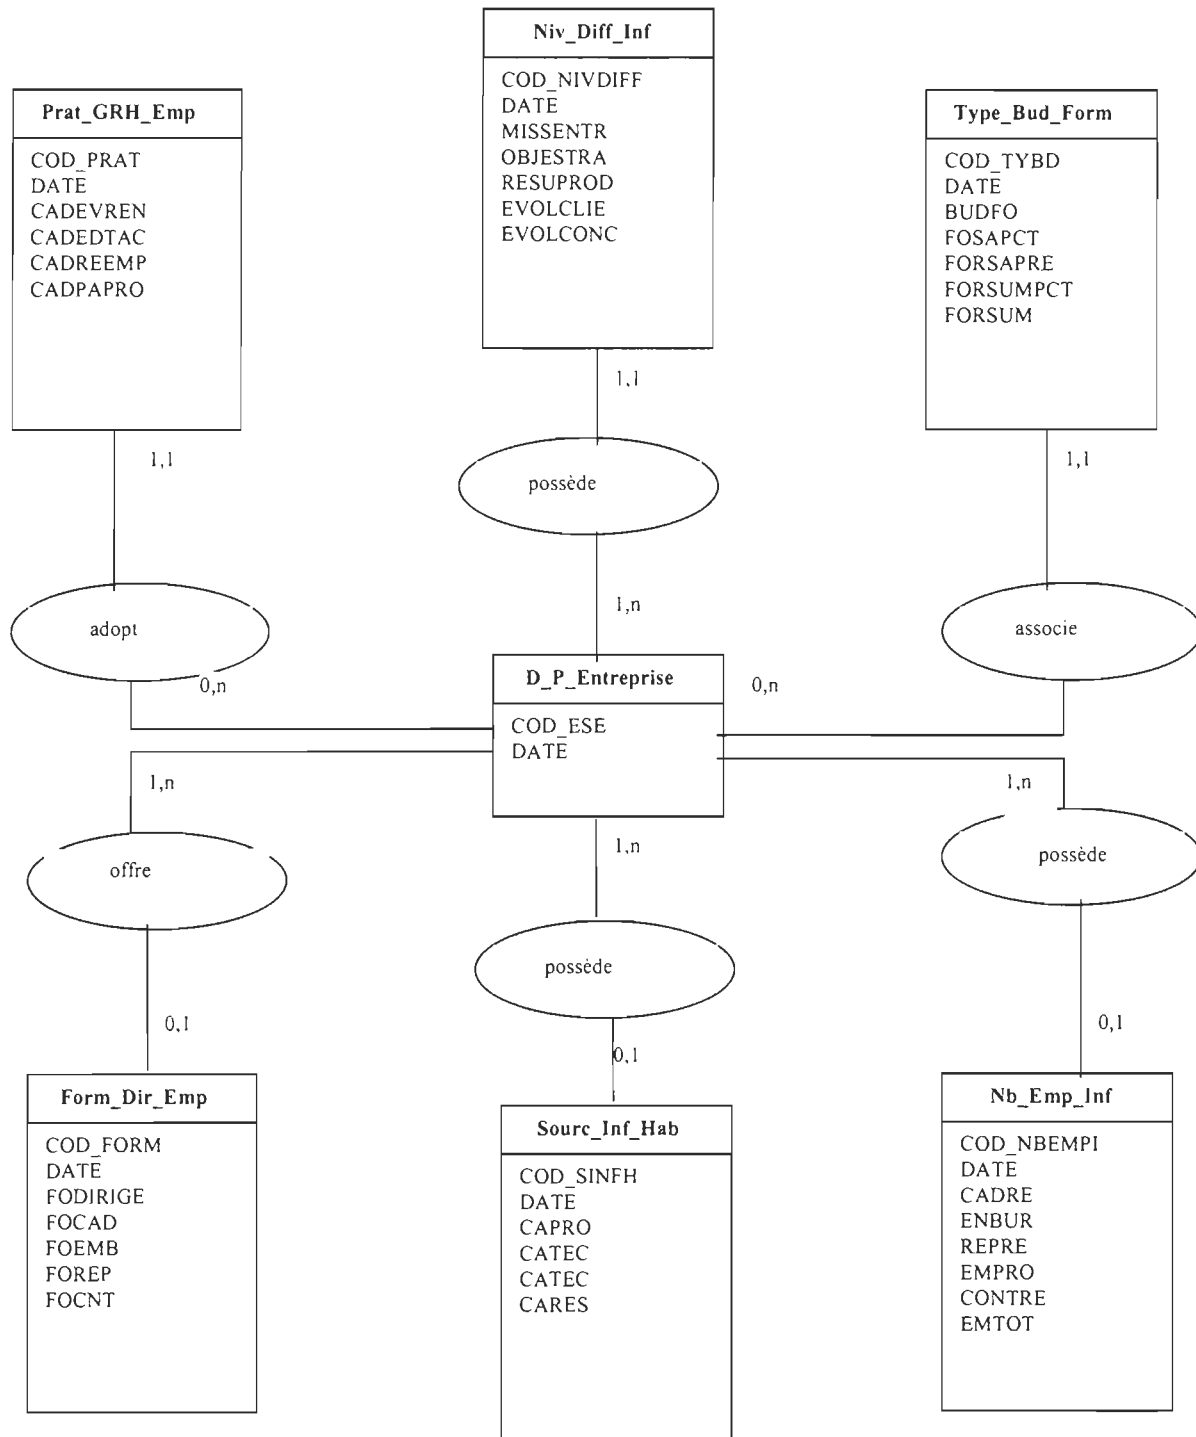 Niv_Diff_Inf
COD_NIVDIFF
DATE
MISSENTR
OBJESTRA
RESUPROD
EVOLCLIE
EVOLCONC
Prat_GRH_Emp
COD_PRAT
DATE
CADEVREN
CADEDTAC
CADREEMP
CADPAPRO
Type_Bud_Form
COD_TYBD
DATE
BUDFO
FOSAPCT
FORSAPRE
FORSUMPCT
FORSUM
1,1
1,1
1,1
possède
adopt
associe
1,n
0,n
0,n
D_P_Entreprise
COD_ESE
DATE
1,n
1,n
1,n
offre
possède
possède
0,1
0,1
0,1
Form_Dir_Emp
COD_FORM
DATE
FODIRIGE
FOCAD
FOEMB
FOREP
FOCNT
Sourc_Inf_Hab
COD_SINFH
DATE
CAPRO
CATEC
CATEC
CARES
Nb_Emp_Inf
COD_NBEMPI
DATE
CADRE
ENBUR
REPRE
EMPRO
CONTRE
EMTOT